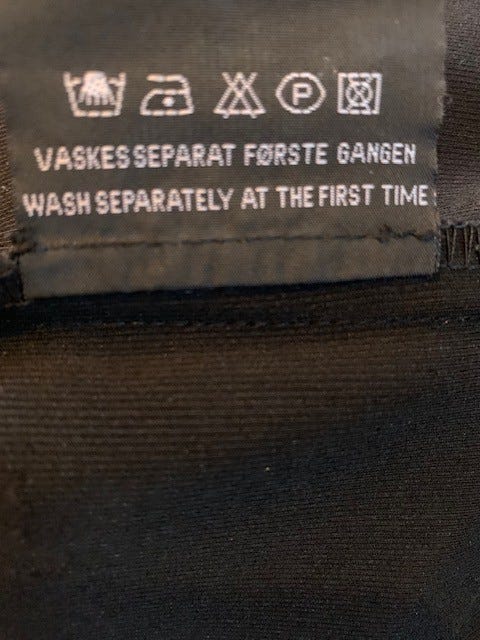 P
VASKES SEPARAT FØRSTE GANGEN
WASH SEPARATELY AT THE FIRST TIME